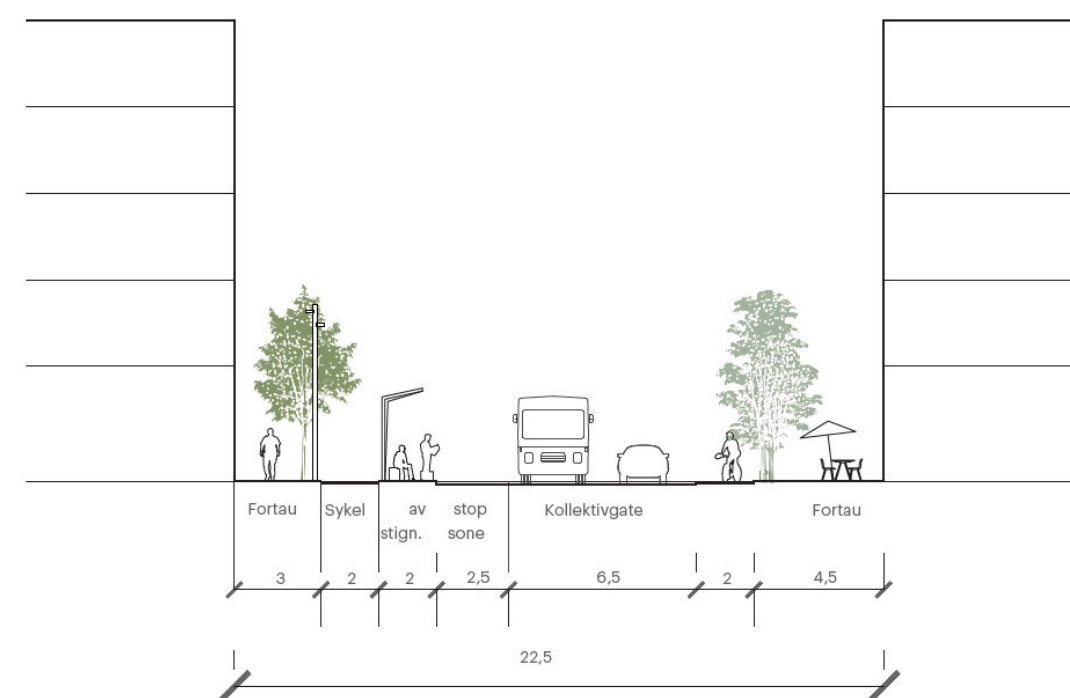 Fortau Sykel av stop Kollektivgate Fortau
stign. sone
3 2 2 2,5 6,5 2 4,5
22,5